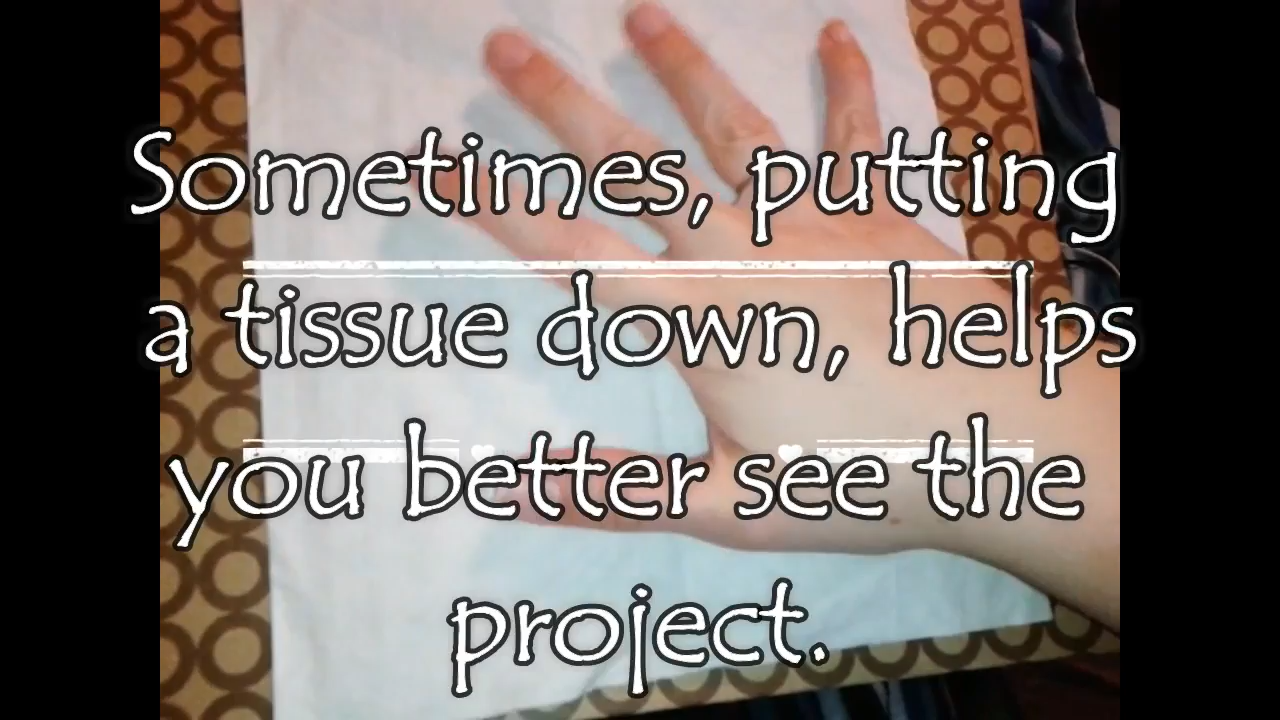 Sometimes, putting
a tissue down, helps
you better see the
project.